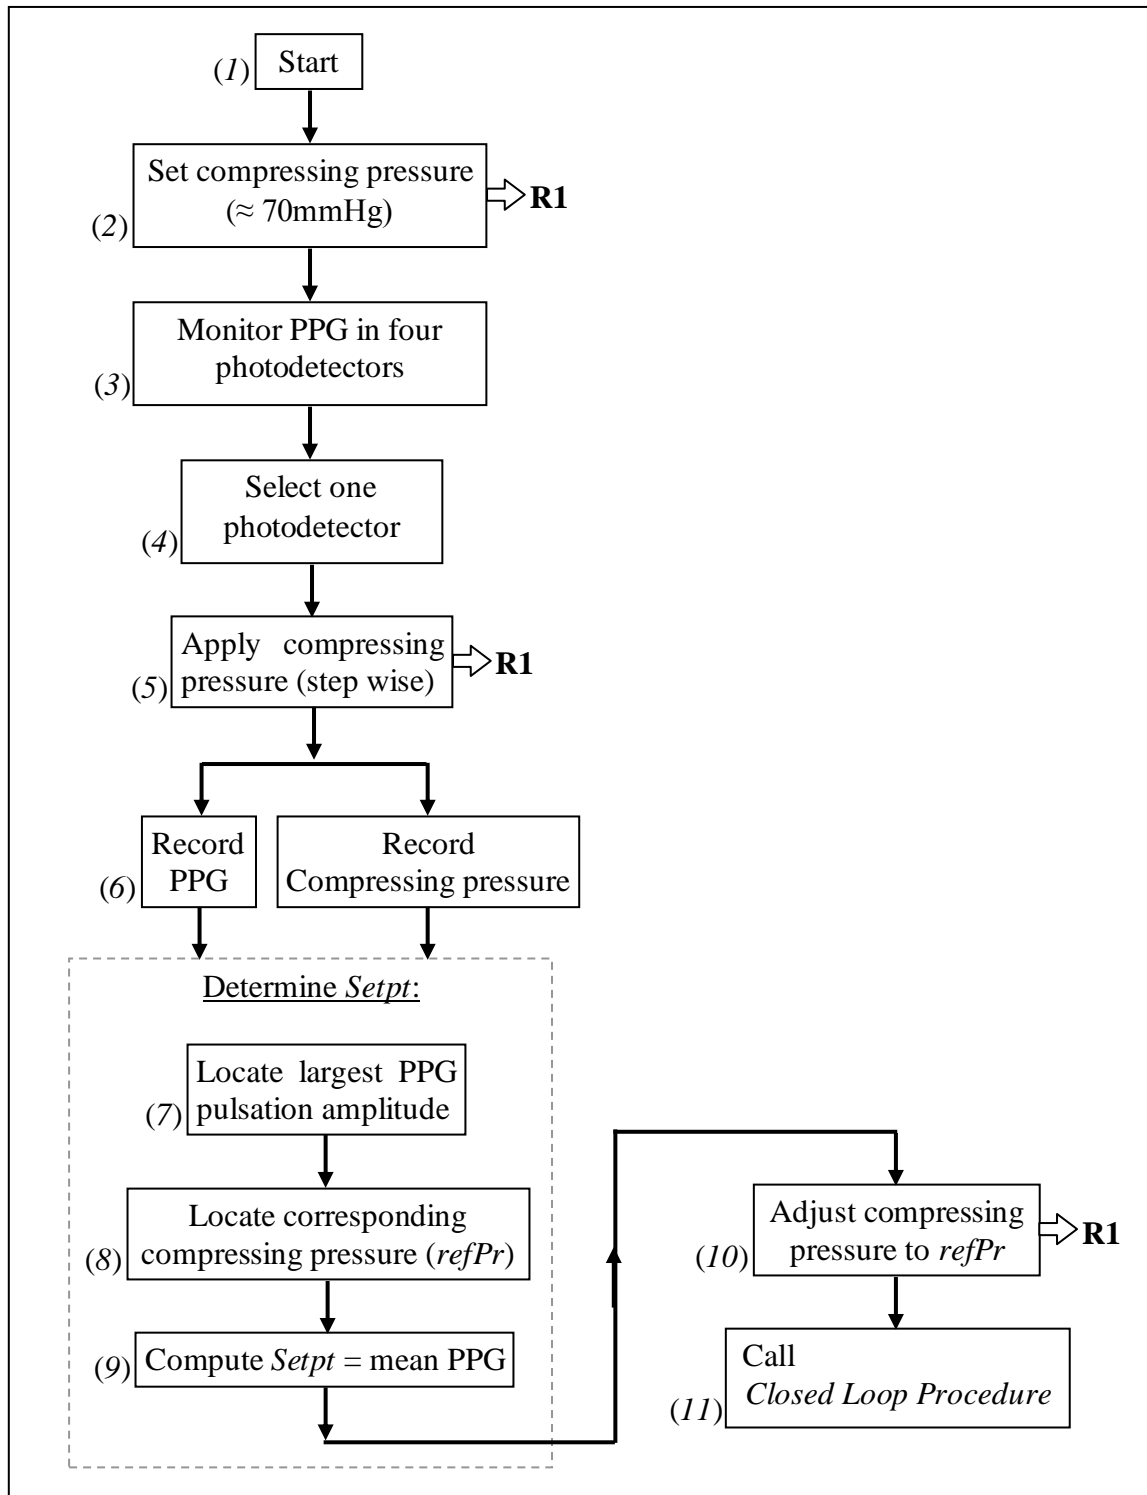 (1) Start
Set compressing pressure
(≈ 70mmHg)
(2)
R1
Monitor PPG in four
photodetectors
(3)
Select one
photodetector
(4)
Apply compressing
pressure (step wise)
(5)
R1
Record
PPG
(6)
Record
Compressing pressure
Determine Setpt:
Locate largest PPG
pulsation amplitude
(7)
Locate corresponding
compressing pressure (refPr)
(8)
(9) Compute Setpt = mean PPG
Adjust compressing
pressure to refPr
(10)
R1
Call
Closed Loop Procedure
(11)